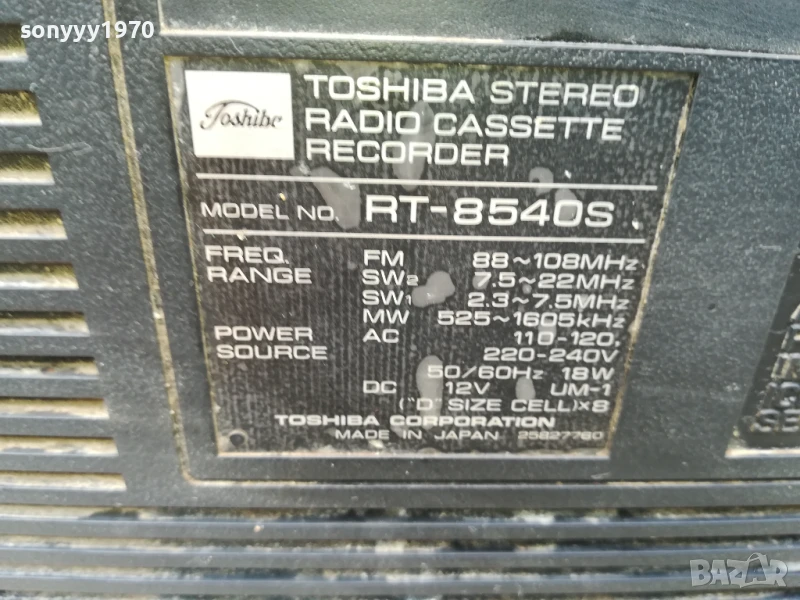 sonyyy1970
Toshiba
TOSHIBA STEREO
RADIO CASSETTE
RECORDER
MODEL NO. RT-8540S
FREQ. RANGE FM 88~108MHz
SW2 7.5~22MHz
SW1 2.3~7.5MHz
MW 525~1605kHz
POWER SOURCE AC 110-120,
220-240V
50/60Hz 18W
DC 12V UM-1
("D" SIZE CELL)×8
TOSHIBA CORPORATION
MADE IN JAPAN 25827760
BAZAR.bg